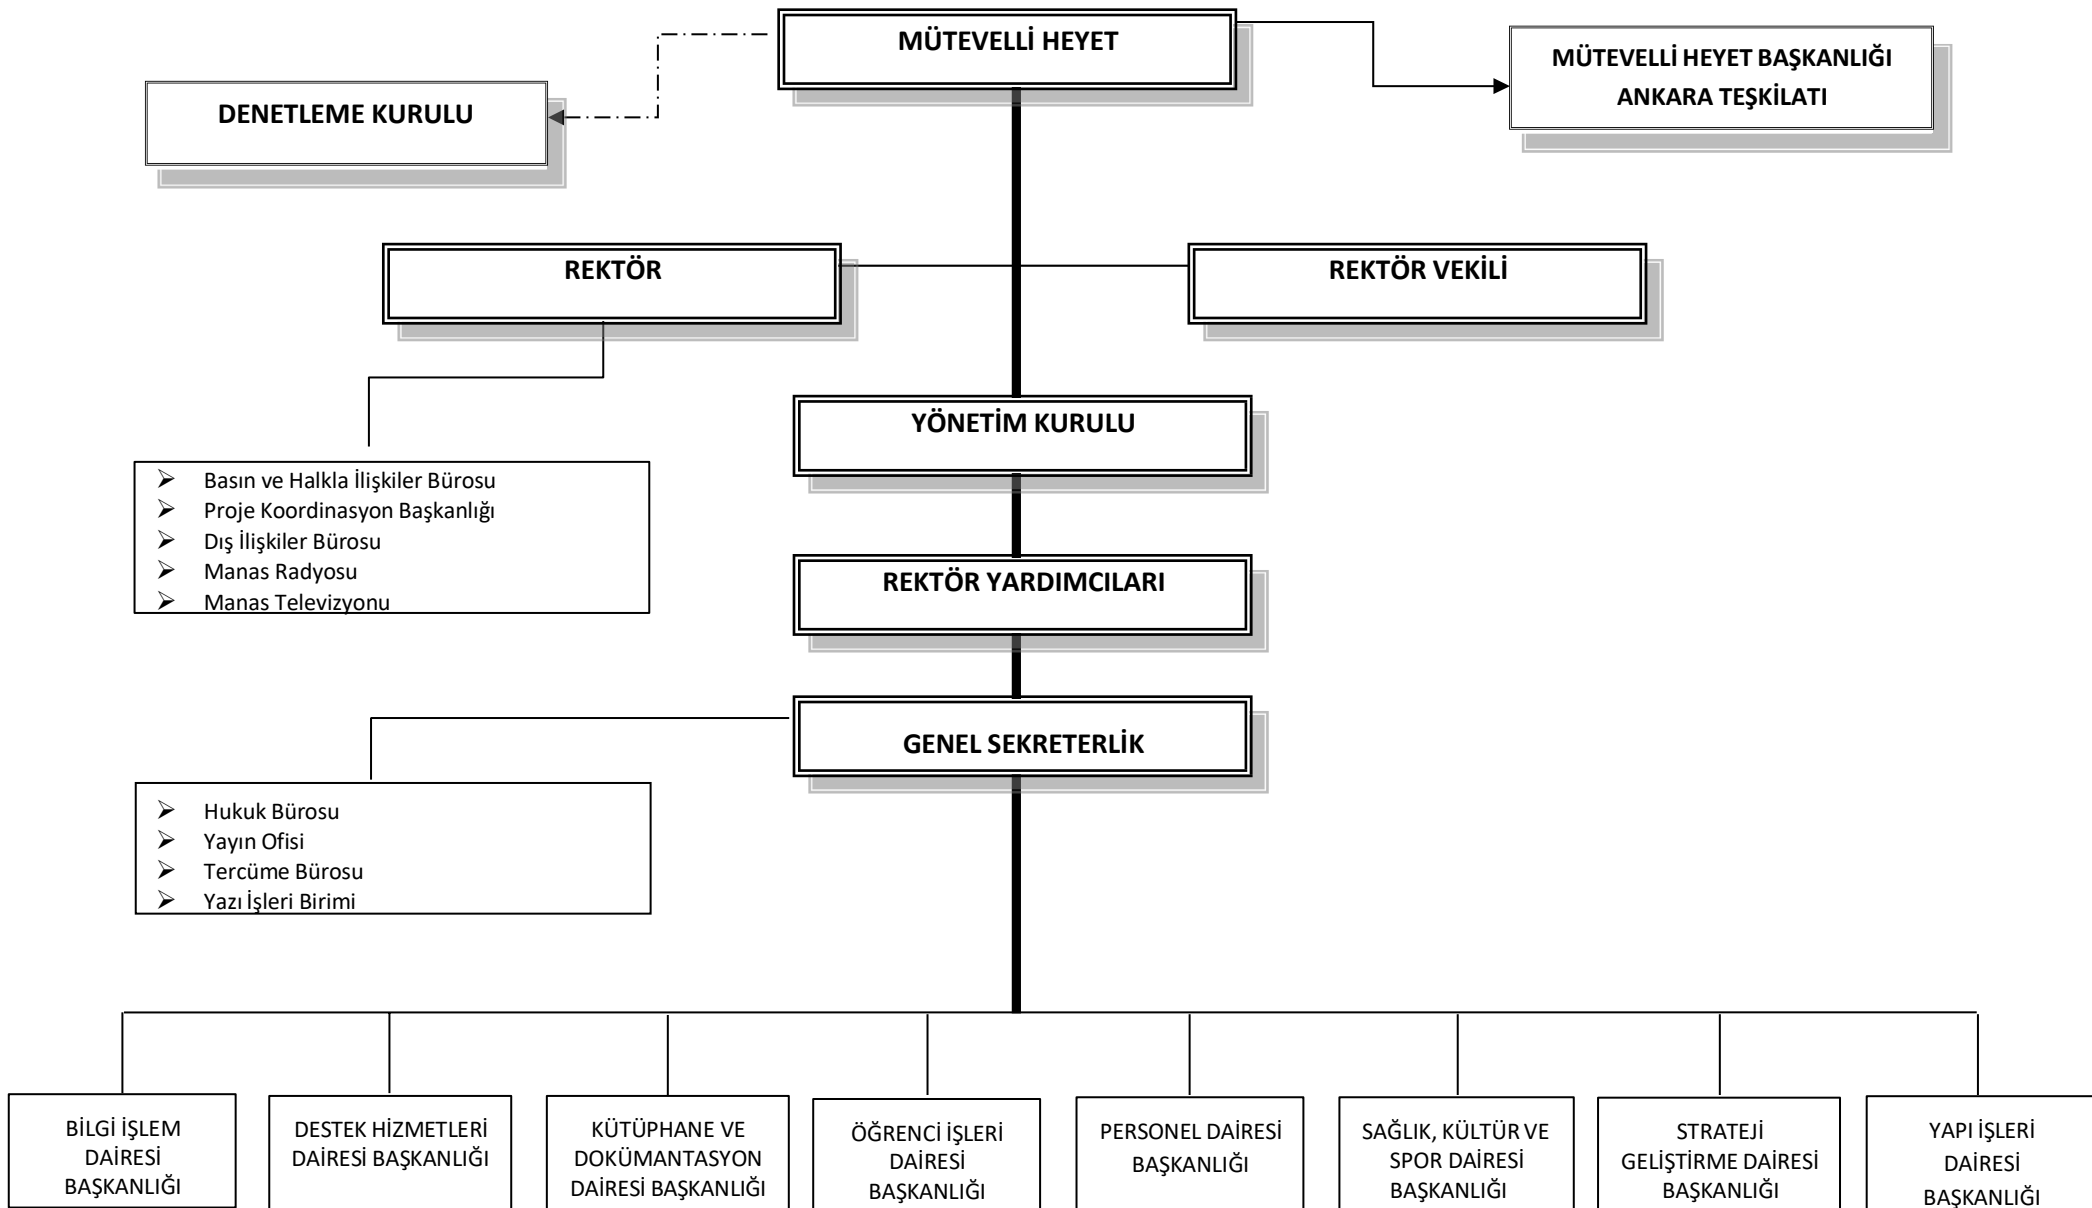 MÜTEVELLİ HEYET
MÜTEVELLİ HEYET BAŞKANLIĞI
ANKARA TEŞKİLATI
DENETLEME KURULU
REKTÖR
REKTÖR VEKİLİ
YÖNETİM KURULU
➢ Basın ve Halkla İlişkiler Bürosu
➢ Proje Koordinasyon Başkanlığı
➢ Dış İlişkiler Bürosu
➢ Manas Radyosu
➢ Manas Televizyonu
REKTÖR YARDIMCILARI
GENEL SEKRETERLİK
➢ Hukuk Bürosu
➢ Yayın Ofisi
➢ Tercüme Bürosu
➢ Yazı İşleri Birimi
BİLGİ İŞLEM
DAİRESİ
BAŞKANLIĞI
DESTEK HİZMETLERİ
DAİRESİ BAŞKANLIĞI
KÜTÜPHANE VE
DOKÜMANTASYON
DAİRESİ BAŞKANLIĞI
ÖĞRENCİ İŞLERİ
DAİRESİ
BAŞKANLIĞI
PERSONEL DAİRESİ
BAŞKANLIĞI
SAĞLIK, KÜLTÜR VE
SPOR DAİRESİ
BAŞKANLIĞI
STRATEJİ
GELİŞTİRME DAİRESİ
BAŞKANLIĞI
YAPI İŞLERİ
DAİRESİ
BAŞKANLIĞI